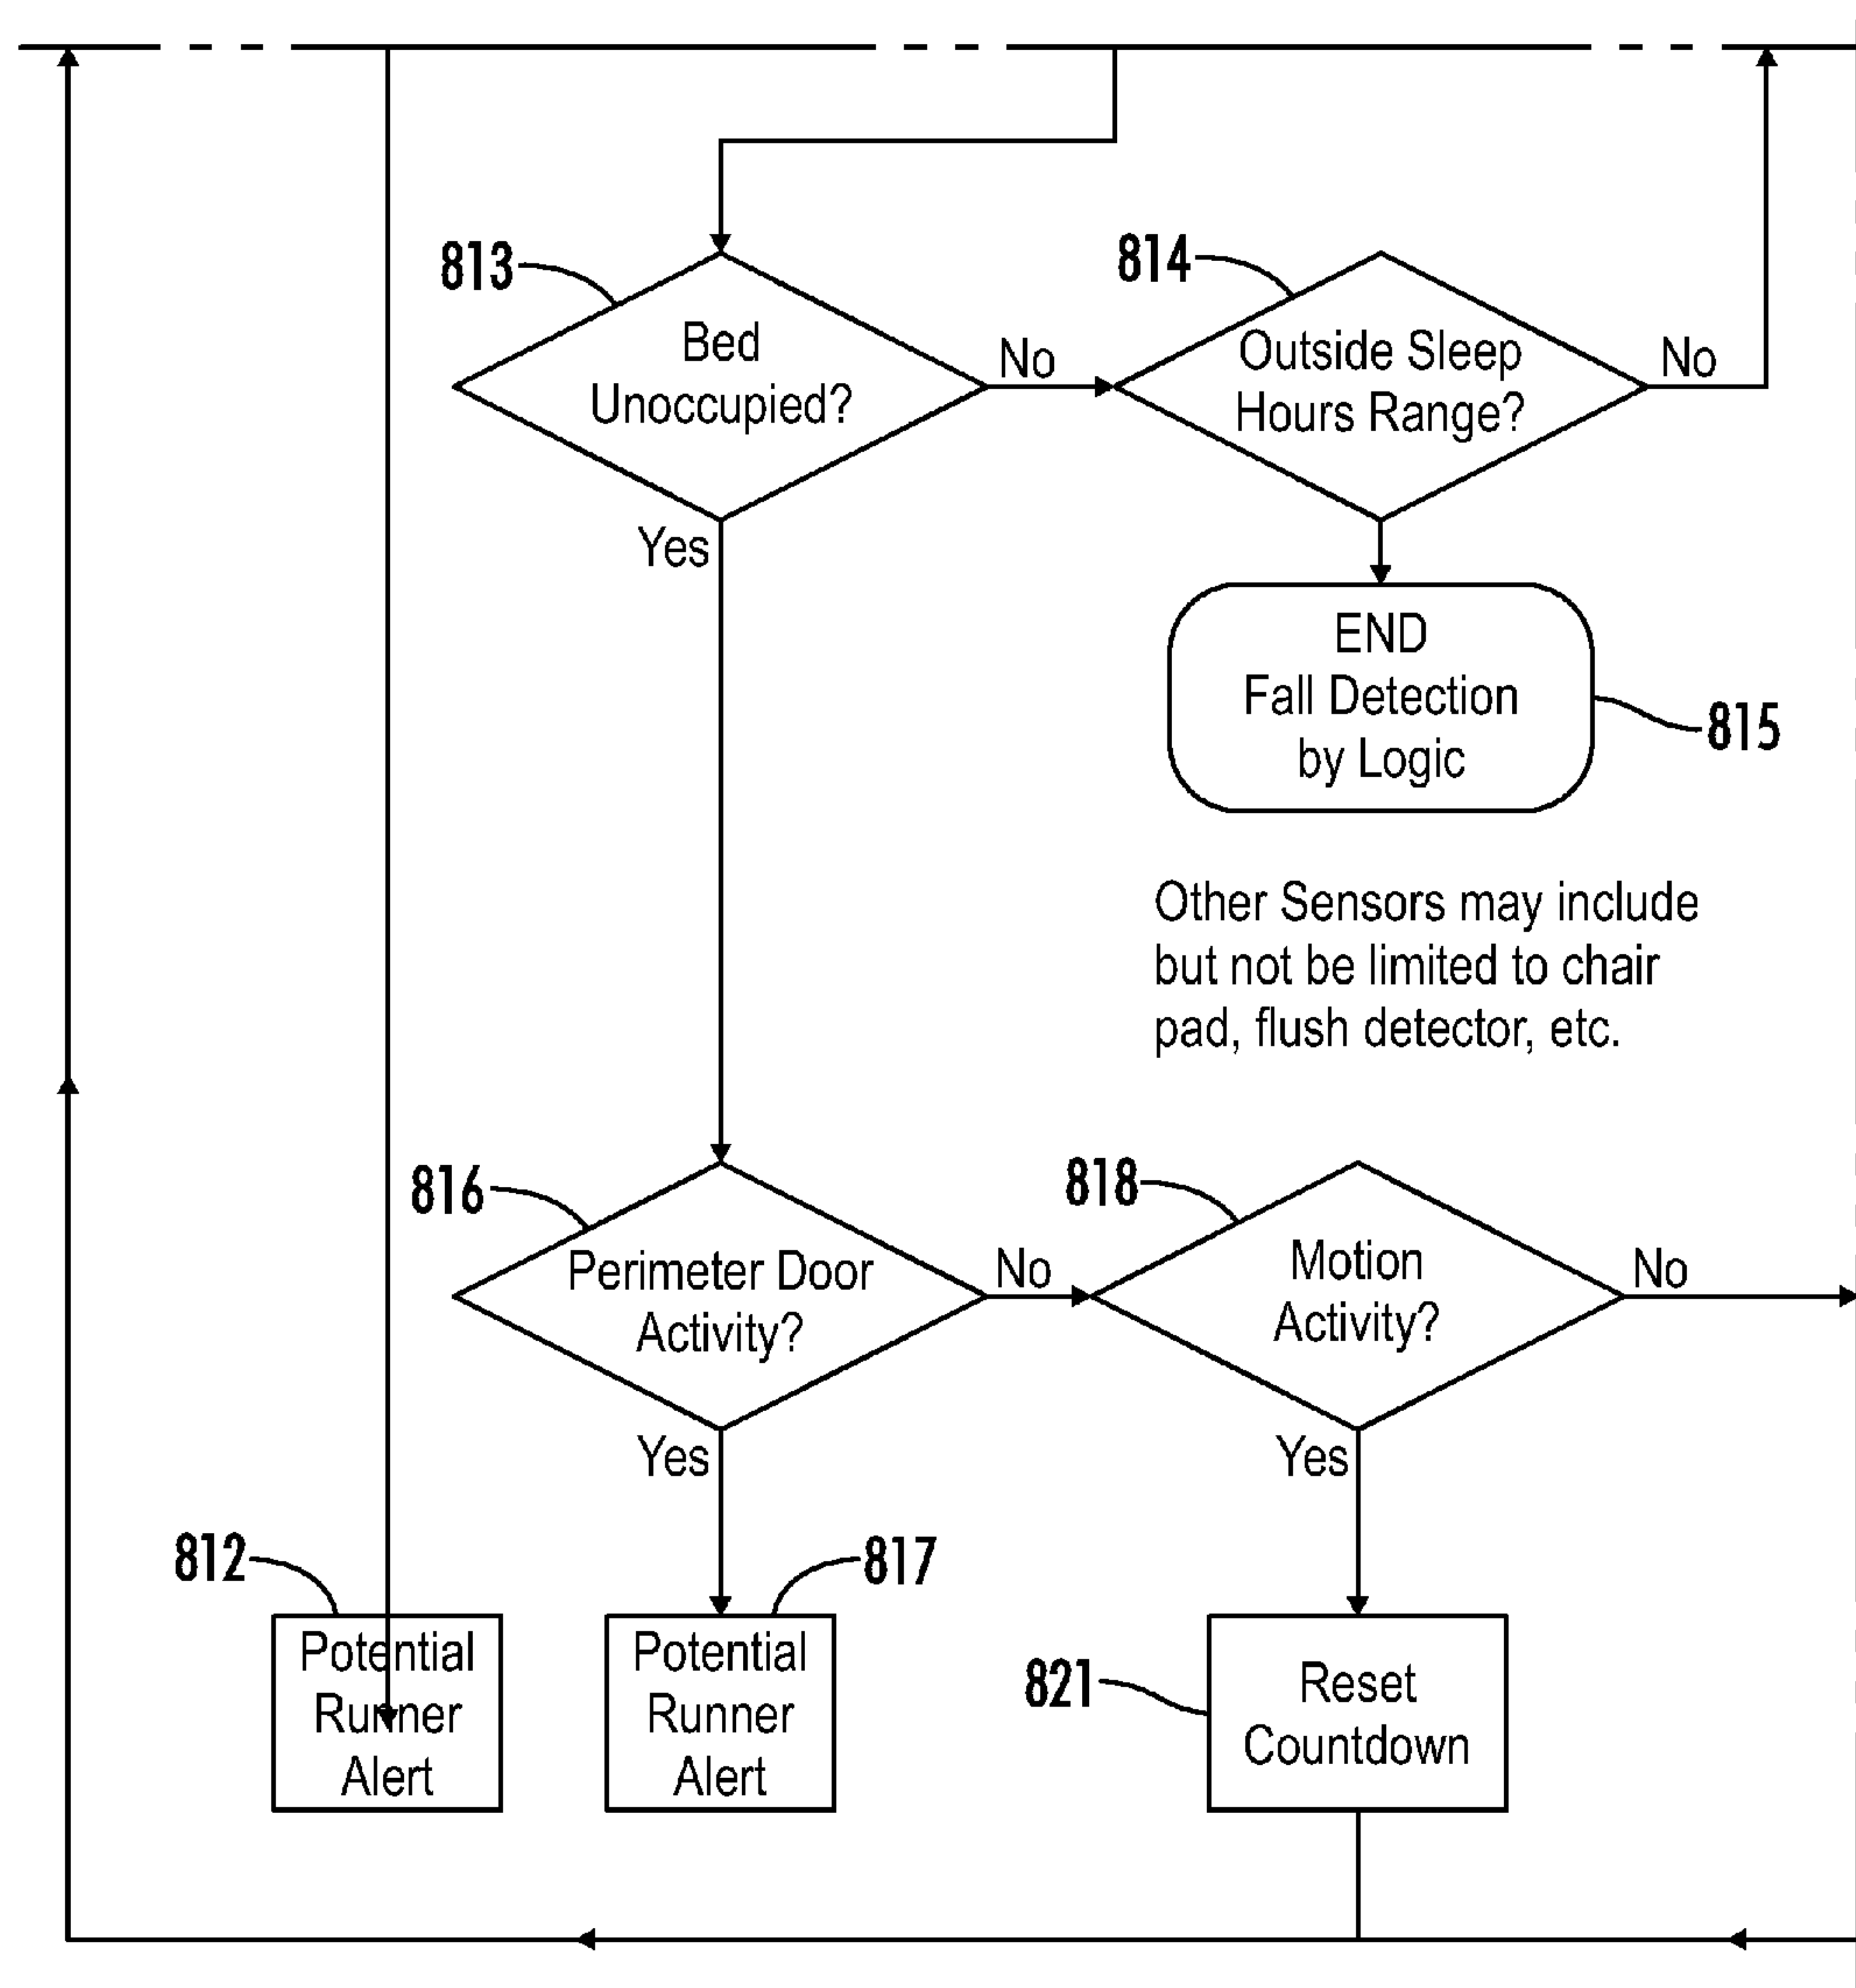 813
Bed
Unoccupied?
No
Yes
814
Outside Sleep
Hours Range?
No
END
Fall Detection
by Logic
815
Other Sensors may include
but not be limited to chair
pad, flush detector, etc.
816
Perimeter Door
Activity?
No
Yes
818
Motion
Activity?
No
Yes
812
Potential
Runner
Alert
817
Potential
Runner
Alert
821
Reset
Countdown